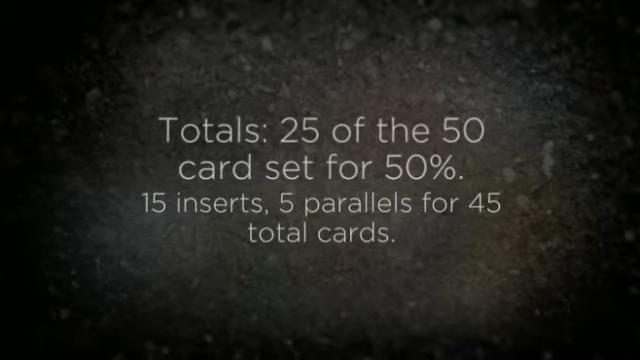 Totals: 25 of the 50
card set for 50%.
15 inserts, 5 parallels for 45
total cards.